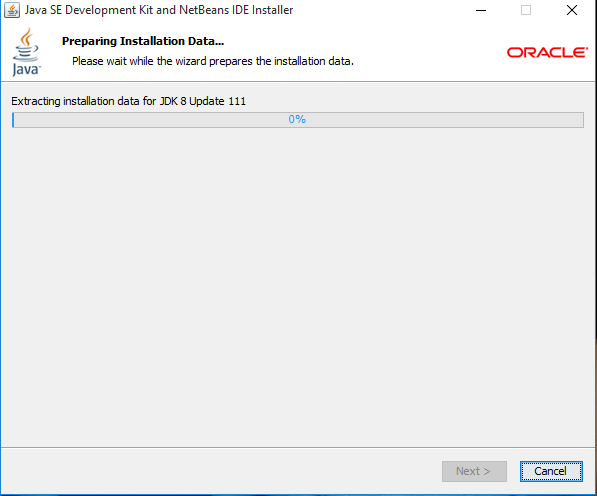 Java SE Development Kit and NetBeans IDE Installer
Java™
Preparing Installation Data...
Please wait while the wizard prepares the installation data.
ORACLE®
Extracting installation data for JDK 8 Update 111
0%
Next >
Cancel